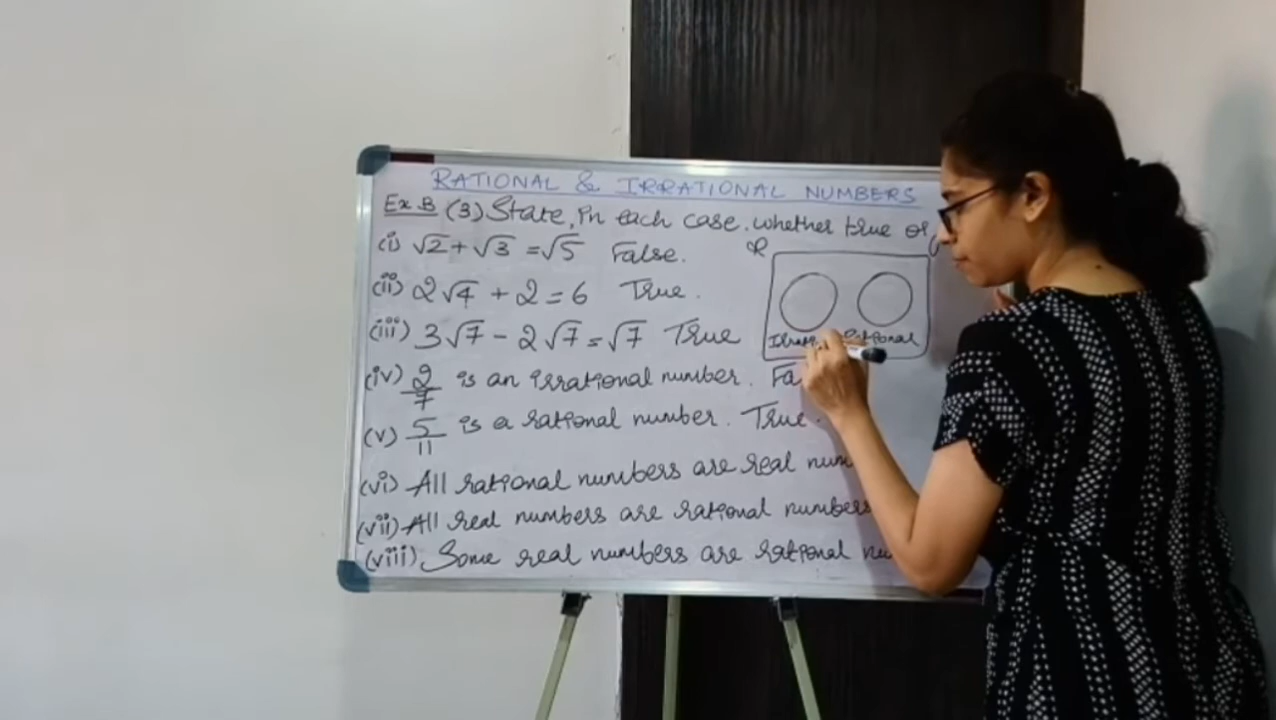 RATIONAL & IRRATIONAL NUMBERS
Ex B (3) State, in each case, whether true or
(i) √2 + √3 = √5 False.
R
(ii) 2√4 + 2 = 6 True.
(iii) 3√7 - 2√7 = √7 True
(iv) 2/7 is an irrational number.
(v) 5/11 is a rational number. True.
(vi) All rational numbers are real
(vii) All real numbers are rational numbers
(viii) Some real numbers are rational